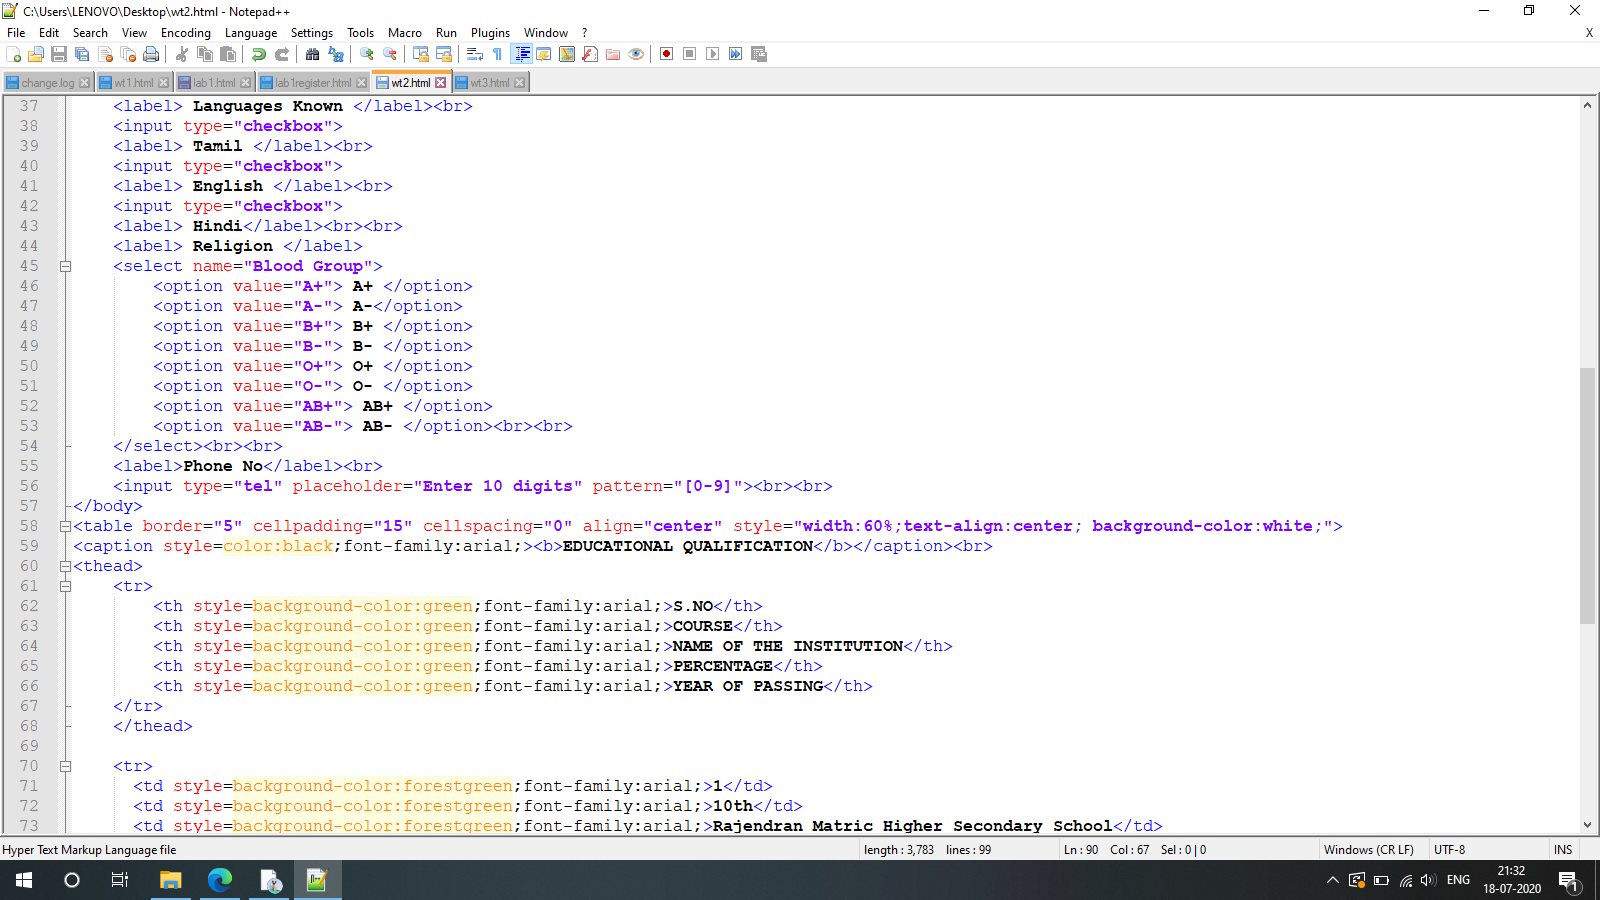 C:\Users\LENOVO\Desktop\wt2.html - Notepad++
File Edit Search View Encoding Language Settings Tools Macro Run Plugins Window ? X
change.log wt1.html lab1.html lab1register.html wt2.html wt3.html
37 <label> Languages Known </label><br>
38 <input type="checkbox">
39 <label> Tamil </label><br>
40 <input type="checkbox">
41 <label> English </label><br>
42 <input type="checkbox">
43 <label> Hindi</label><br><br>
44 <label> Religion </label>
45 <select name="Blood Group">
46 <option value="A+"> A+ </option>
47 <option value="A-"> A-</option>
48 <option value="B+"> B+ </option>
49 <option value="B-"> B- </option>
50 <option value="O+"> O+ </option>
51 <option value="O-"> O- </option>
52 <option value="AB+"> AB+ </option>
53 <option value="AB-"> AB- </option><br><br>
54 </select><br><br>
55 <label>Phone No</label><br>
56 <input type="tel" placeholder="Enter 10 digits" pattern="[0-9]"><br><br>
57 </body>
58 <table border="5" cellpadding="15" cellspacing="0" align="center" style="width:60%;text-align:center; background-color:white;">
59 <caption style=color:black;font-family:arial;><b>EDUCATIONAL QUALIFICATION</b></caption><br>
60 <thead>
61 <tr>
62 <th style=background-color:green;font-family:arial;>S.NO</th>
63 <th style=background-color:green;font-family:arial;>COURSE</th>
64 <th style=background-color:green;font-family:arial;>NAME OF THE INSTITUTION</th>
65 <th style=background-color:green;font-family:arial;>PERCENTAGE</th>
66 <th style=background-color:green;font-family:arial;>YEAR OF PASSING</th>
67 </tr>
68 </thead>
69
70 <tr>
71 <td style=background-color:forestgreen;font-family:arial;>1</td>
72 <td style=background-color:forestgreen;font-family:arial;>10th</td>
73 <td style=background-color:forestgreen;font-family:arial;>Rajendran Matric Higher Secondary School</td>
Hyper Text Markup Language file length : 3,783 lines : 99 Ln : 90 Col : 67 Sel : 0 | 0 Windows (CR LF) UTF-8 INS
ENG 21:32
18-07-2020 1